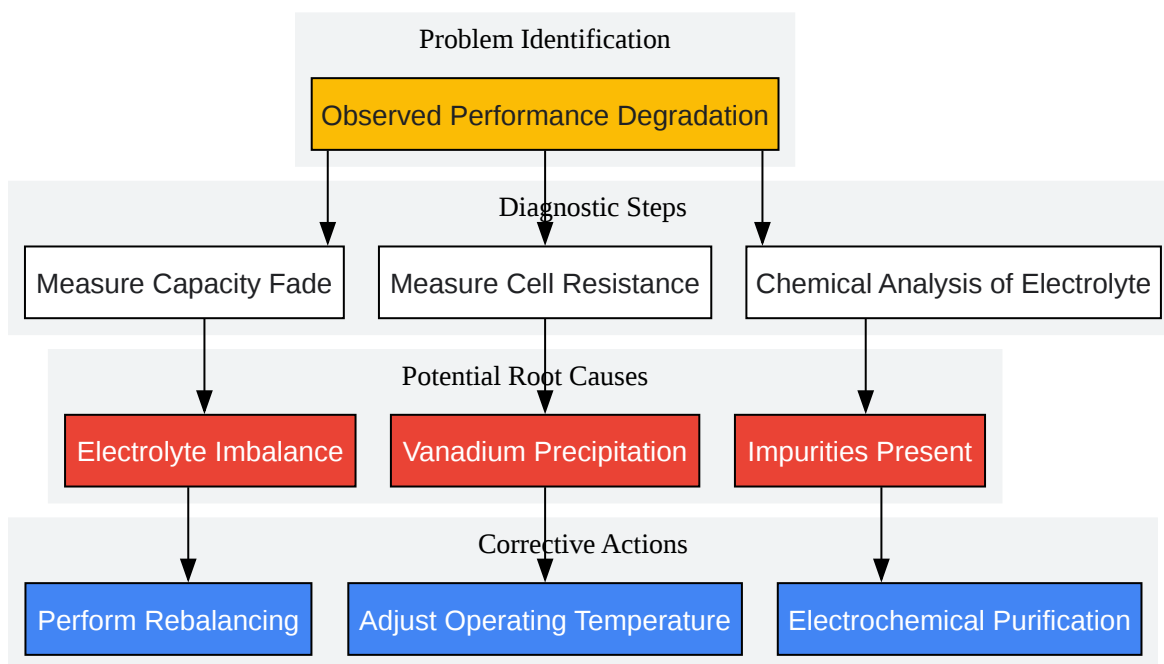 Problem Identification
Observed Performance Degradation
Diagnostic Steps
Measure Capacity Fade
Measure Cell Resistance
Chemical Analysis of Electrolyte
Potential Root Causes
Electrolyte Imbalance
Vanadium Precipitation
Impurities Present
Corrective Actions
Perform Rebalancing
Adjust Operating Temperature
Electrochemical Purification